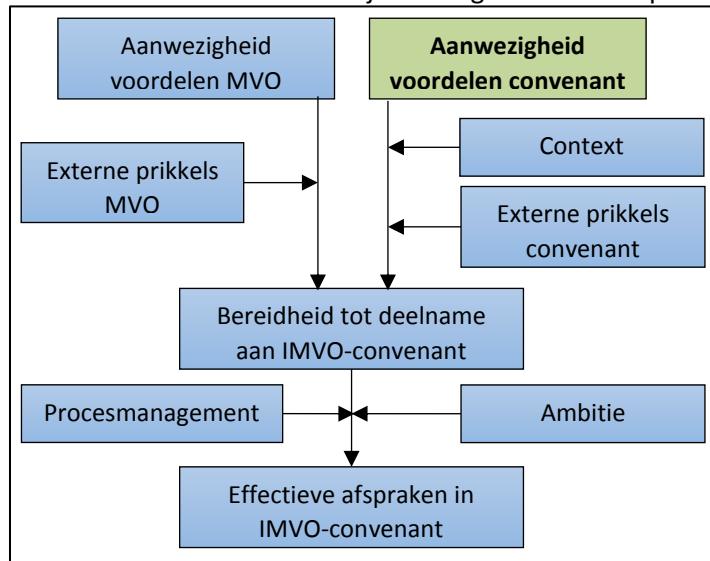 Aanwezigheid
voordelen MVO
Aanwezigheid
voordelen convenant
Context
Externe prikkels
MVO
Externe prikkels
convenant
Bereidheid tot deelname
aan IMVO-convenant
Procesmanagement
Ambitie
Effectieve afspraken in
IMVO-convenant